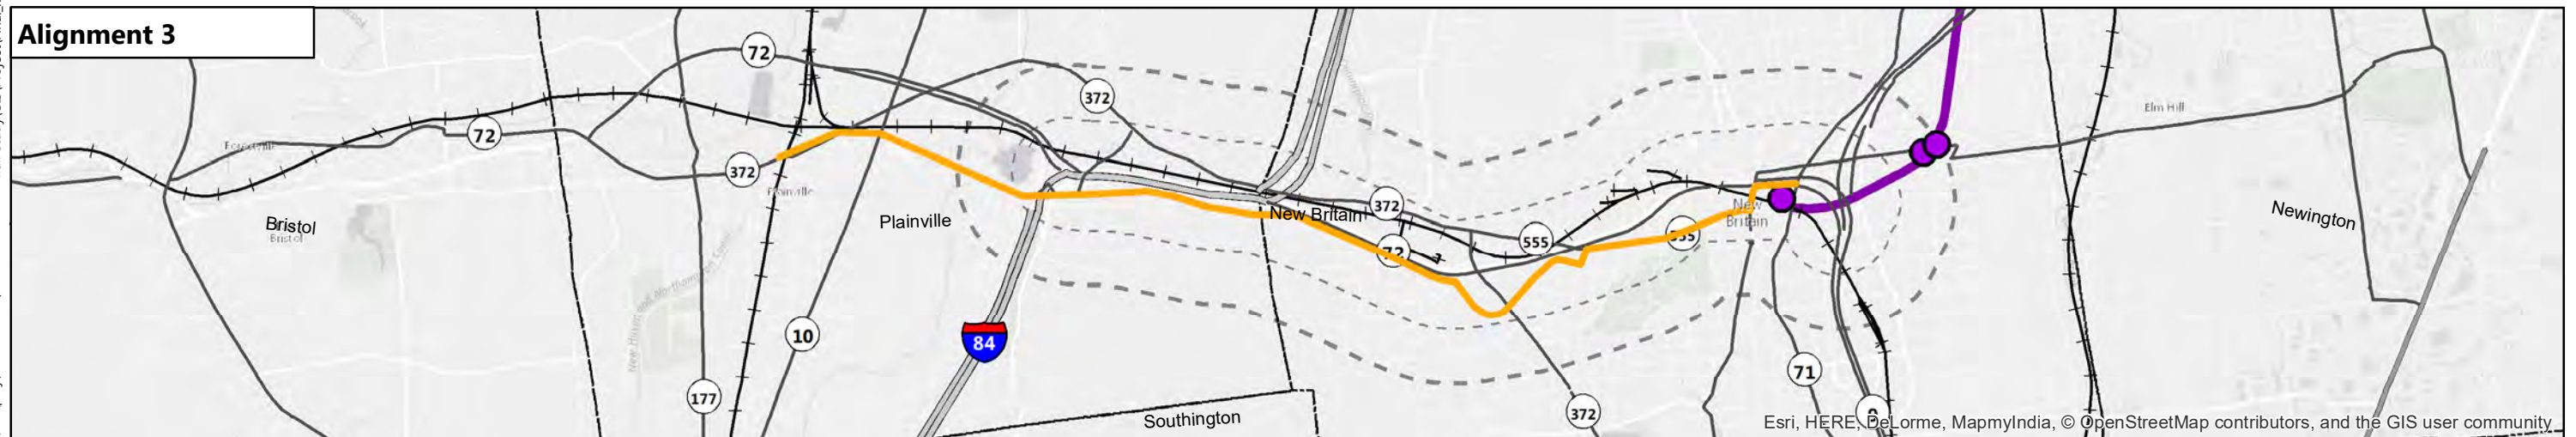 Alignment 3
72
372
Elm Hill
72
Forestville
372
Plainville
372
New Britain
New
Britain
Newington
Bristol
Bristol
Plainville
555
555
72
10
84
71
177
Southington
372
9
Esri, HERE, DeLorme, MapmyIndia, © OpenStreetMap contributors, and the GIS user community